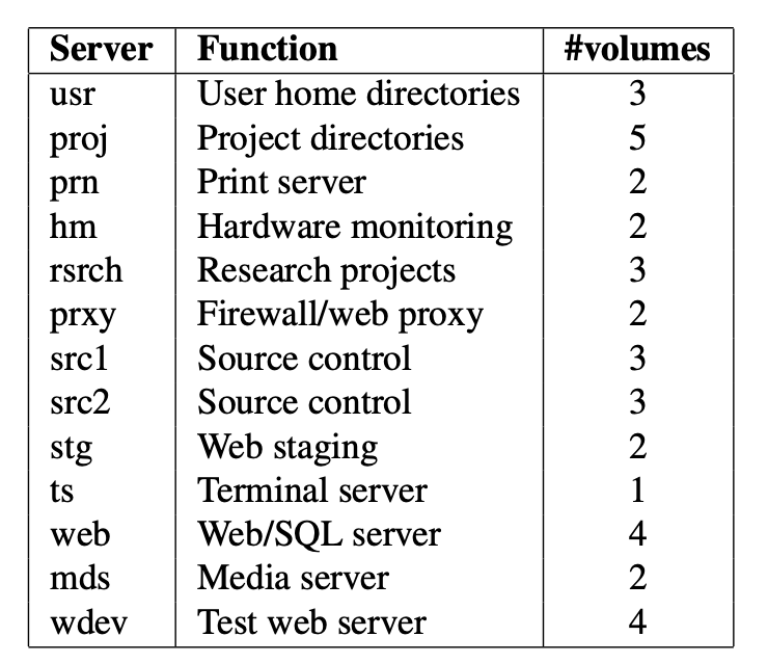 Server Function #volumes
usr User home directories 3
proj Project directories 5
prn Print server 2
hm Hardware monitoring 2
rsrch Research projects 3
prxy Firewall/web proxy 2
src1 Source control 3
src2 Source control 3
stg Web staging 2
ts Terminal server 1
web Web/SQL server 4
mds Media server 2
wdev Test web server 4